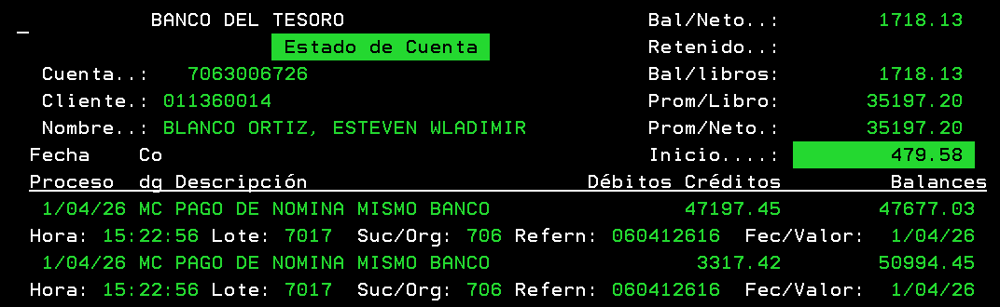 BANCO DEL TESORO Bal/Neto..: 1718.13
Estado de Cuenta Retenido..:
Cuenta..: 7063006726 Bal/libros: 1718.13
Cliente.: 011360014 Prom/Libro: 35197.20
Nombre..: BLANCO ORTIZ, ESTEVEN WLADIMIR Prom/Neto.: 35197.20
Fecha Co Inicio....: 479.58
Proceso dg Descripción Débitos Créditos Balances
1/04/26 MC PAGO DE NOMINA MISMO BANCO 47197.45 47677.03
Hora: 15:22:56 Lote: 7017 Suc/Org: 706 Refern: 060412616 Fec/Valor: 1/04/26
1/04/26 MC PAGO DE NOMINA MISMO BANCO 3317.42 50994.45
Hora: 15:22:56 Lote: 7017 Suc/Org: 706 Refern: 060412616 Fec/Valor: 1/04/26